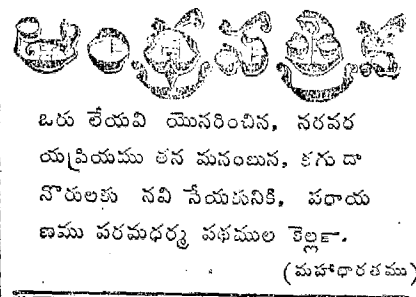 ఆంధ్రపత్రిక
ఒరు లేయవి యొనరించిన, నరవర
యప్రియము తన మనంబున, కగు దా
నొరులకు నవి సేయకునికి, పరాయ
ణము పరమధర్మ పథముల కెల్లన్.
(మహాభారతము)